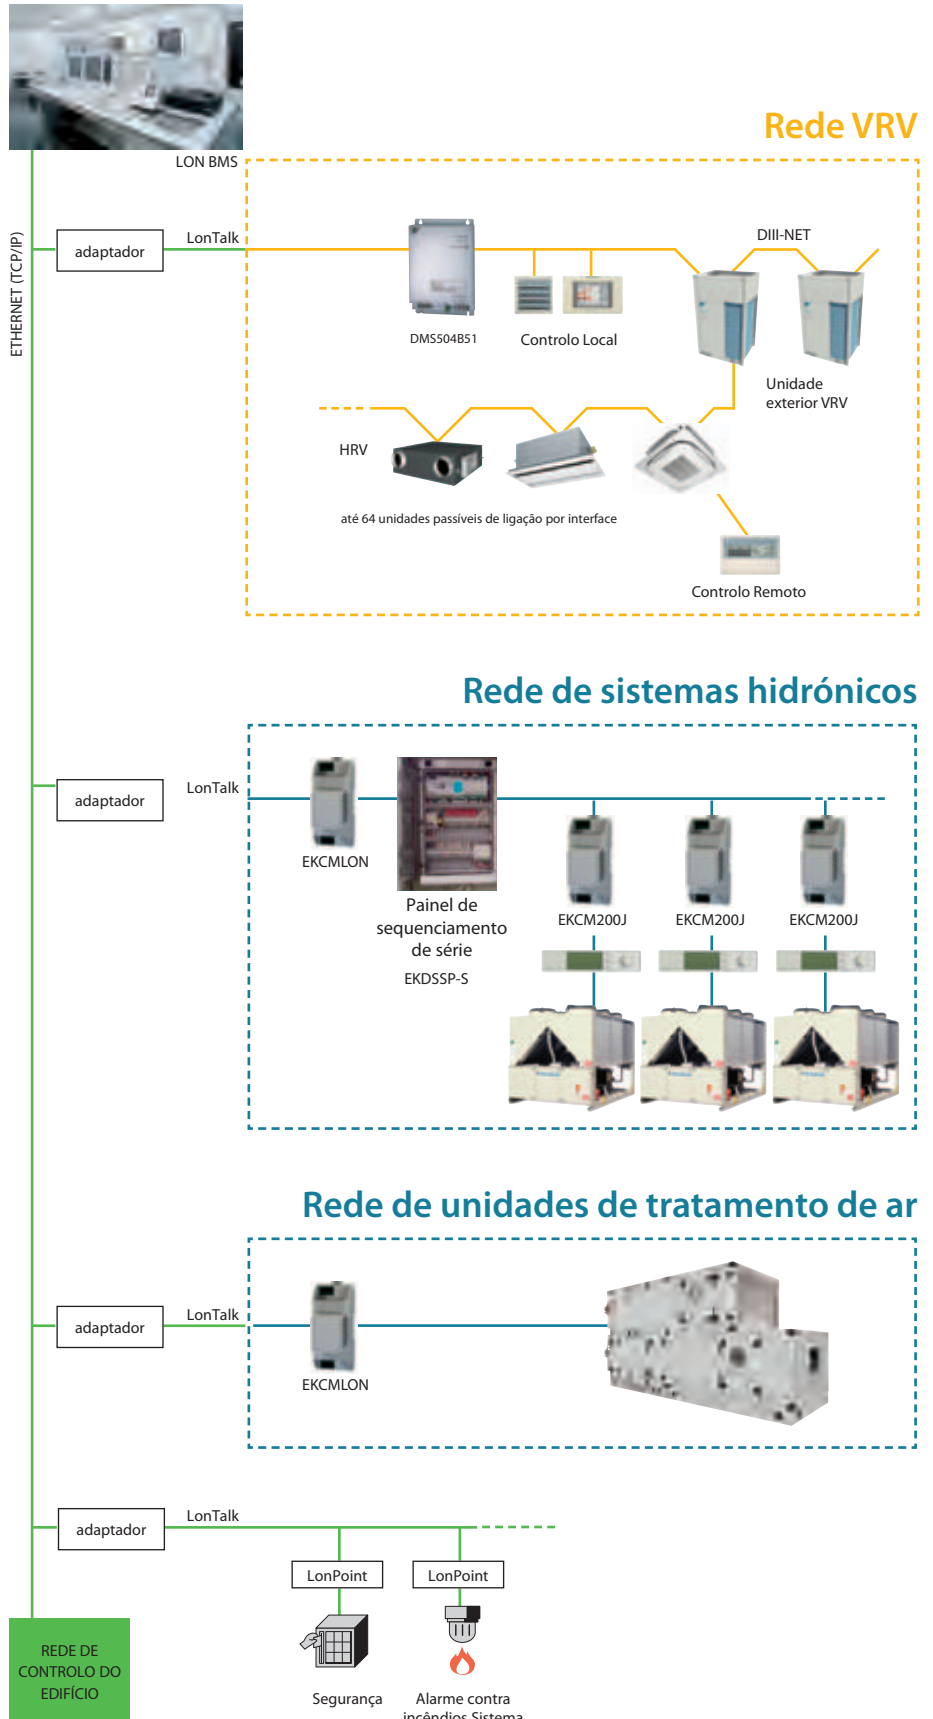 Rede VRV
LON BMS
ETHERNET (TCP/IP)
adaptador
LonTalk
DIII-NET
DMS504B51
Controlo Local
Unidade
exterior VRV
HRV
até 64 unidades passíveis de ligação por interface
Controlo Remoto
Rede de sistemas hidrónicos
adaptador
LonTalk
EKCMLON
Painel de
sequenciamento
de série
EKDSSP-S
EKCM200J
EKCM200J
EKCM200J
Rede de unidades de tratamento de ar
adaptador
LonTalk
EKCMLON
adaptador
LonTalk
LonPoint
LonPoint
REDE DE
CONTROLO DO
EDIFÍCIO
Segurança
Alarme contra
incêndios Sistema